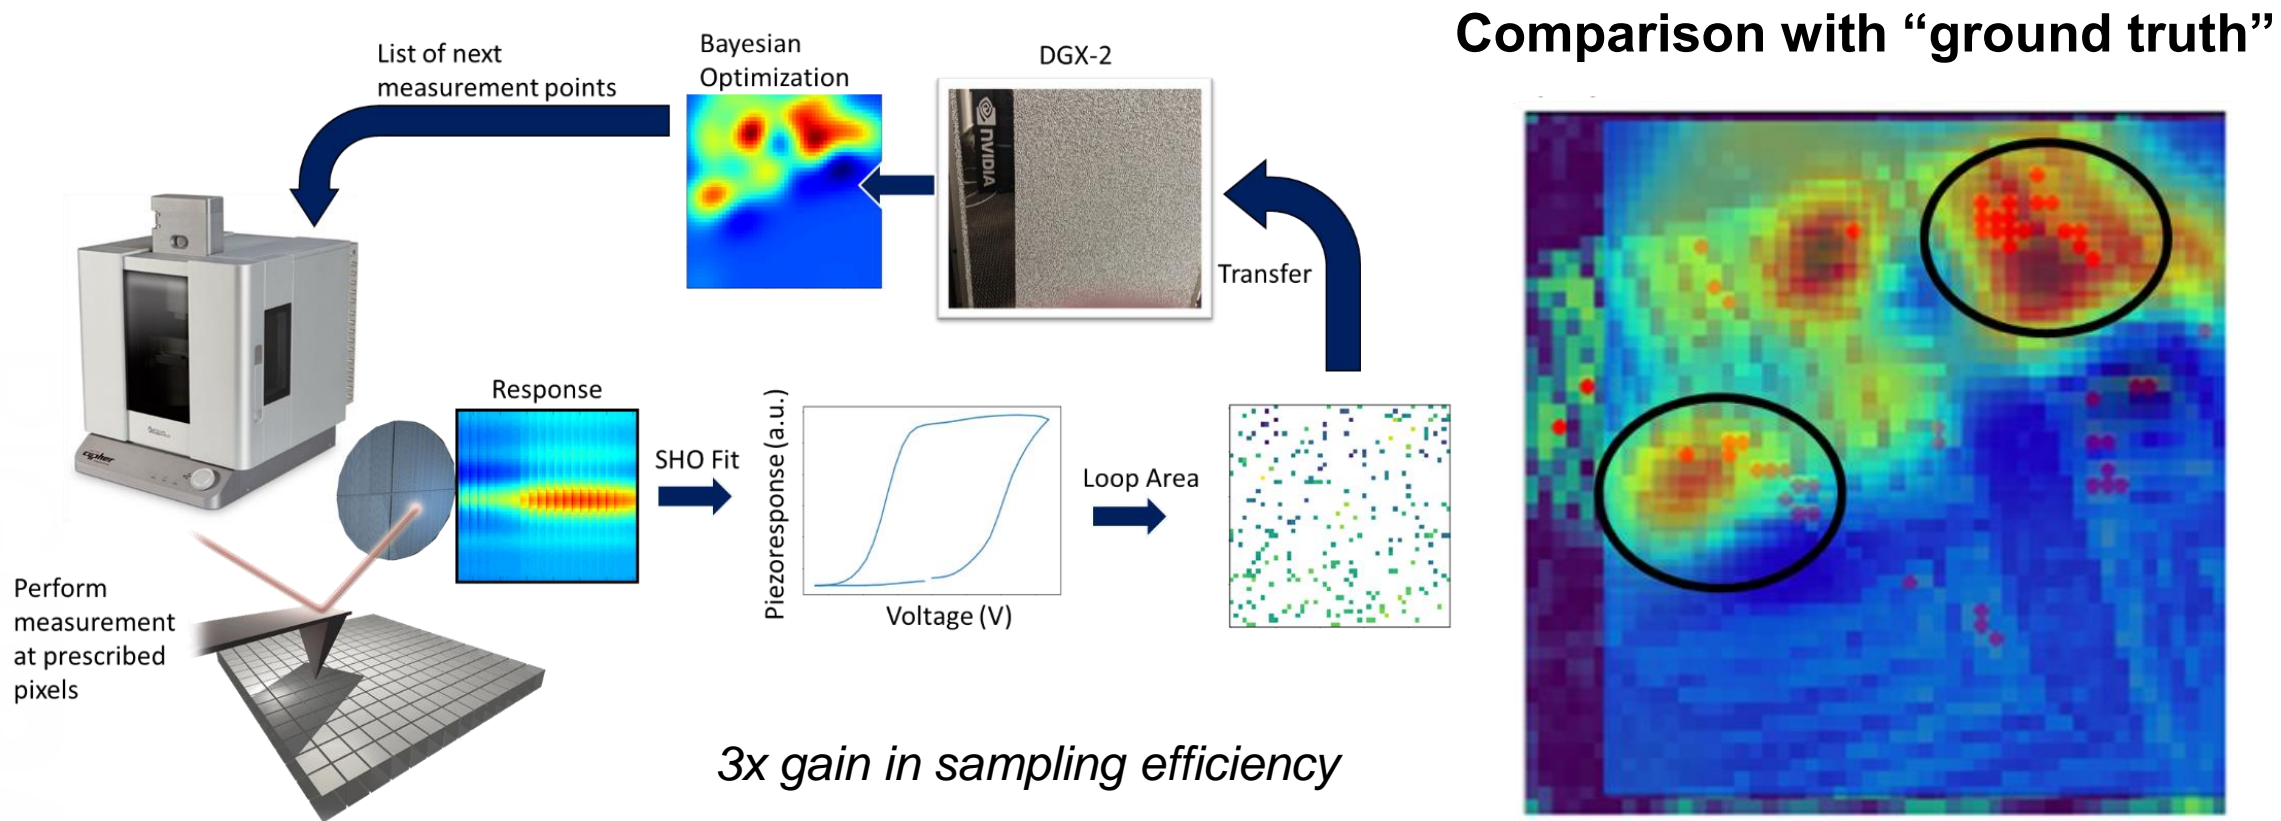 Comparison with “ground truth”
List of next
measurement points
Bayesian
Optimization
DGX-2
NVIDIA
Transfer
Response
SHO Fit
Piezoresponse (a.u.)
Voltage (V)
Loop Area
cipher
Perform
measurement
at prescribed
pixels
3x gain in sampling efficiency